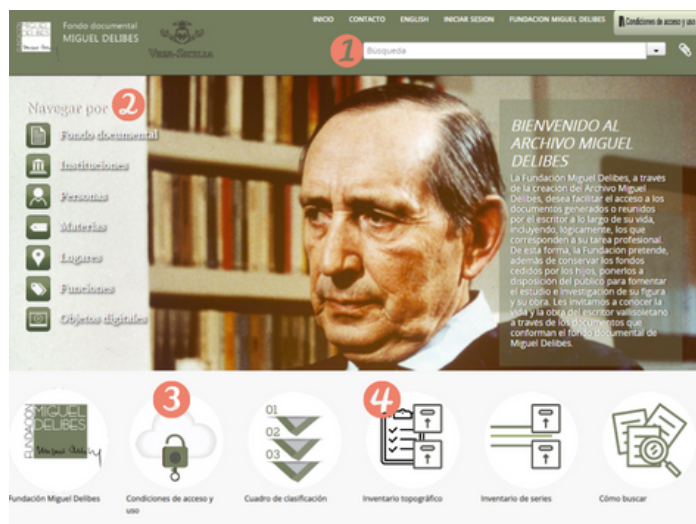 Fondo documental
MIGUEL DELIBES
VEGA-SICILIA
INICIO CONTACTO ENGLISH INICIAR SESION FUNDACION MIGUEL DELIBES Condiciones de acceso y uso
1 Búsqueda
Navegar por 2
Fondo documental
Instituciones
Personas
Materias
Lugares
Funciones
Objetos digitales
BIENVENIDO AL
ARCHIVO MIGUEL
DELIBES
La Fundación Miguel Delibes, a través
de la creación del Archivo Miguel
Delibes, desea facilitar el acceso a los
documentos generados o reunidos
por el escritor a lo largo de su vida,
incluyendo, lógicamente, los que
corresponden a su tarea profesional.
De esta forma, la Fundación pretende,
además de conservar los fondos
cedidos por los hijos, ponerlos a
disposición del público para fomentar
el estudio e investigación de su figura
y su obra. Les invitamos a conocer la
vida y la obra del escritor vallisoletano
a través de los documentos que
conforman el fondo documental de
Miguel Delibes.
3
4
FUNDACIÓN
MIGUEL
DELIBES
01
02
03
Fundación Miguel Delibes
Condiciones de acceso y
uso
Cuadro de clasificación
Inventario topográfico
Inventario de series
Cómo buscar